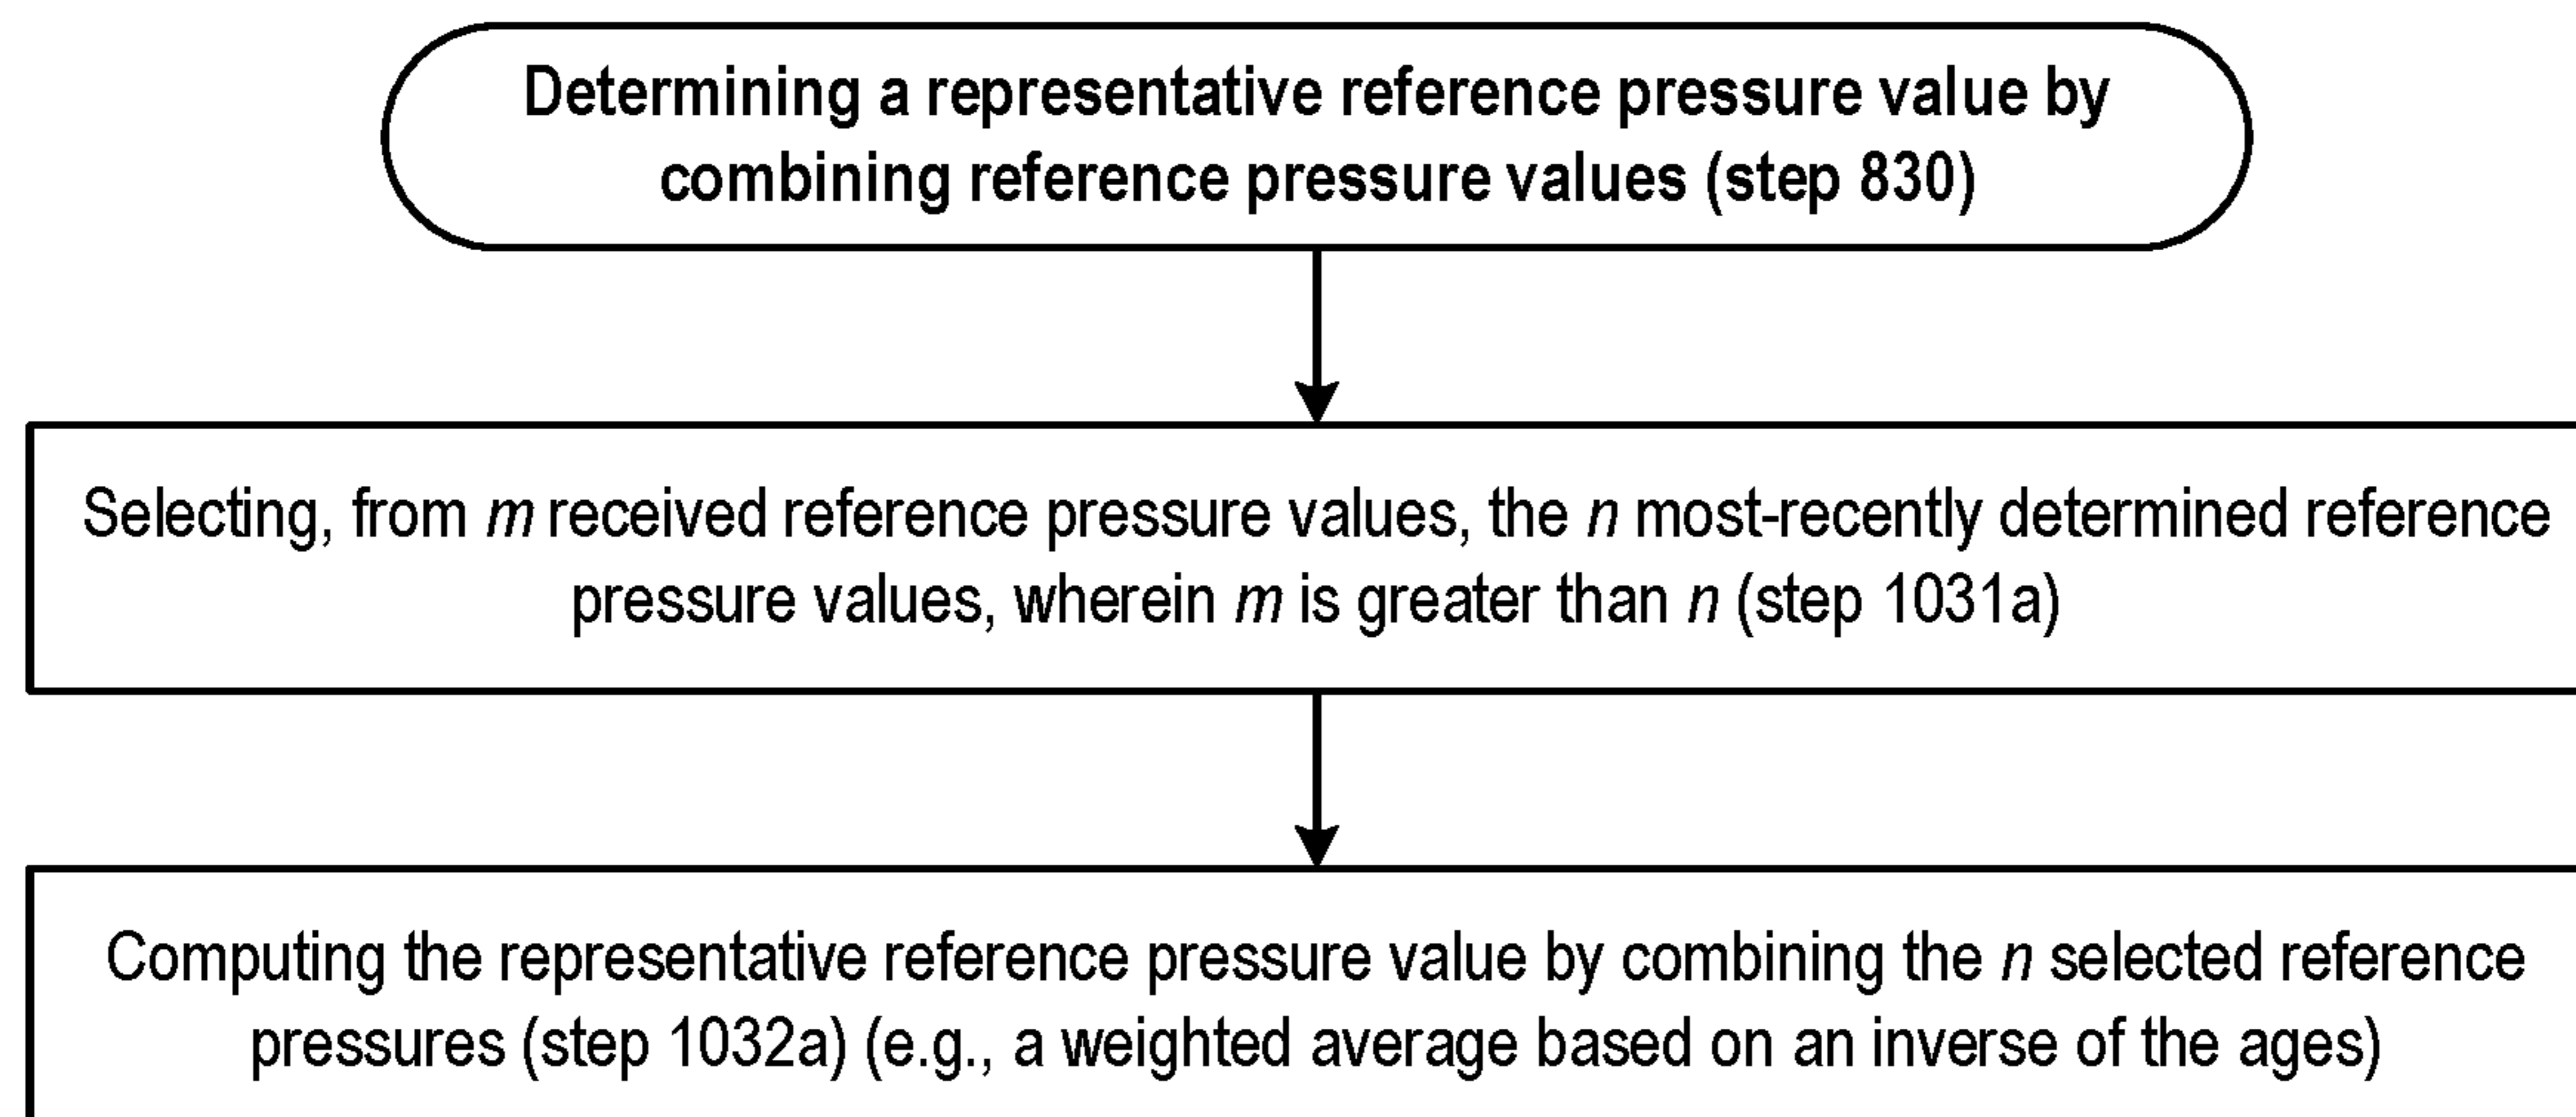 Determining a representative reference pressure value by
combining reference pressure values (step 830)
Selecting, from m received reference pressure values, the n most-recently determined reference
pressure values, wherein m is greater than n (step 1031a)
Computing the representative reference pressure value by combining the n selected reference
pressures (step 1032a) (e.g., a weighted average based on an inverse of the ages)